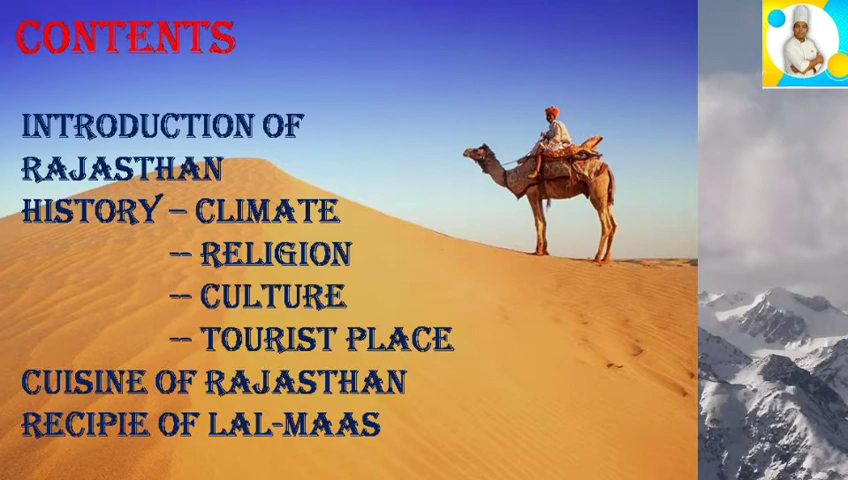 CONTENTS
INTRODUCTION OF
RAJASTHAN
HISTORY – CLIMATE
-- RELIGION
-- CULTURE
-- TOURIST PLACE
CUISINE OF RAJASTHAN
RECIPIE OF LAL-MAAS